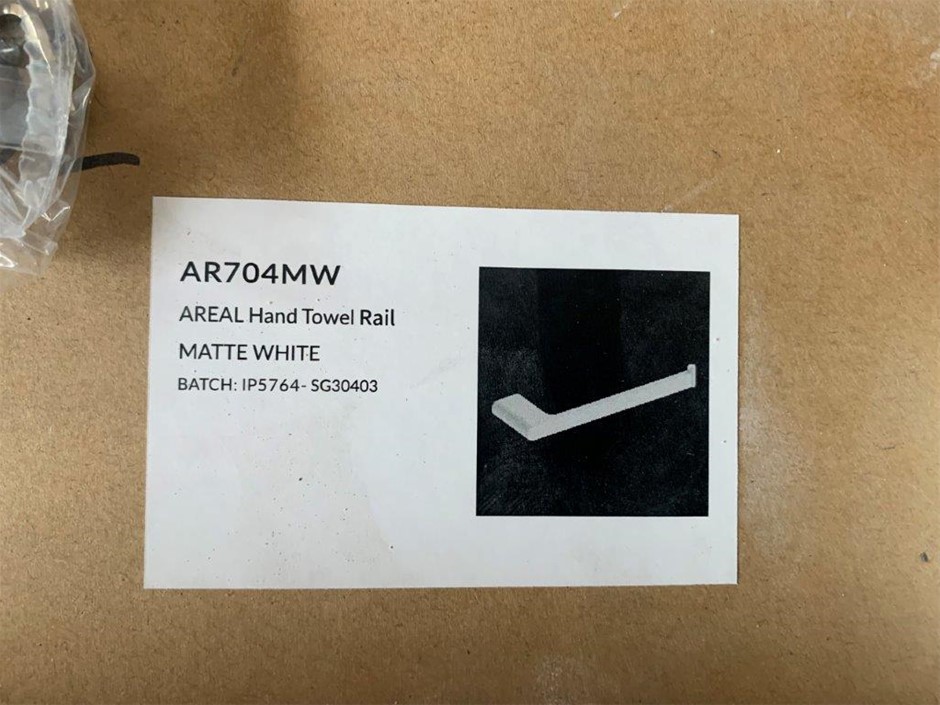 AR704MW
AREAL Hand Towel Rail
MATTE WHITE
BATCH: IP5764- SG30403